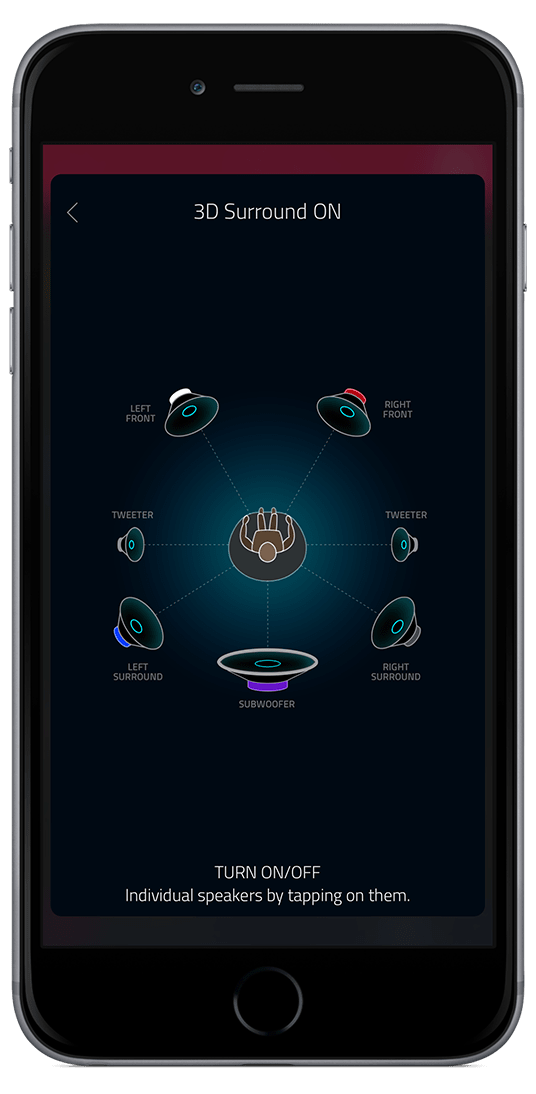 3D Surround ON
LEFT
FRONT
RIGHT
FRONT
TWEETER
TWEETER
LEFT
SURROUND
RIGHT
SURROUND
SUBWOOFER
TURN ON/OFF
Individual speakers by tapping on them.